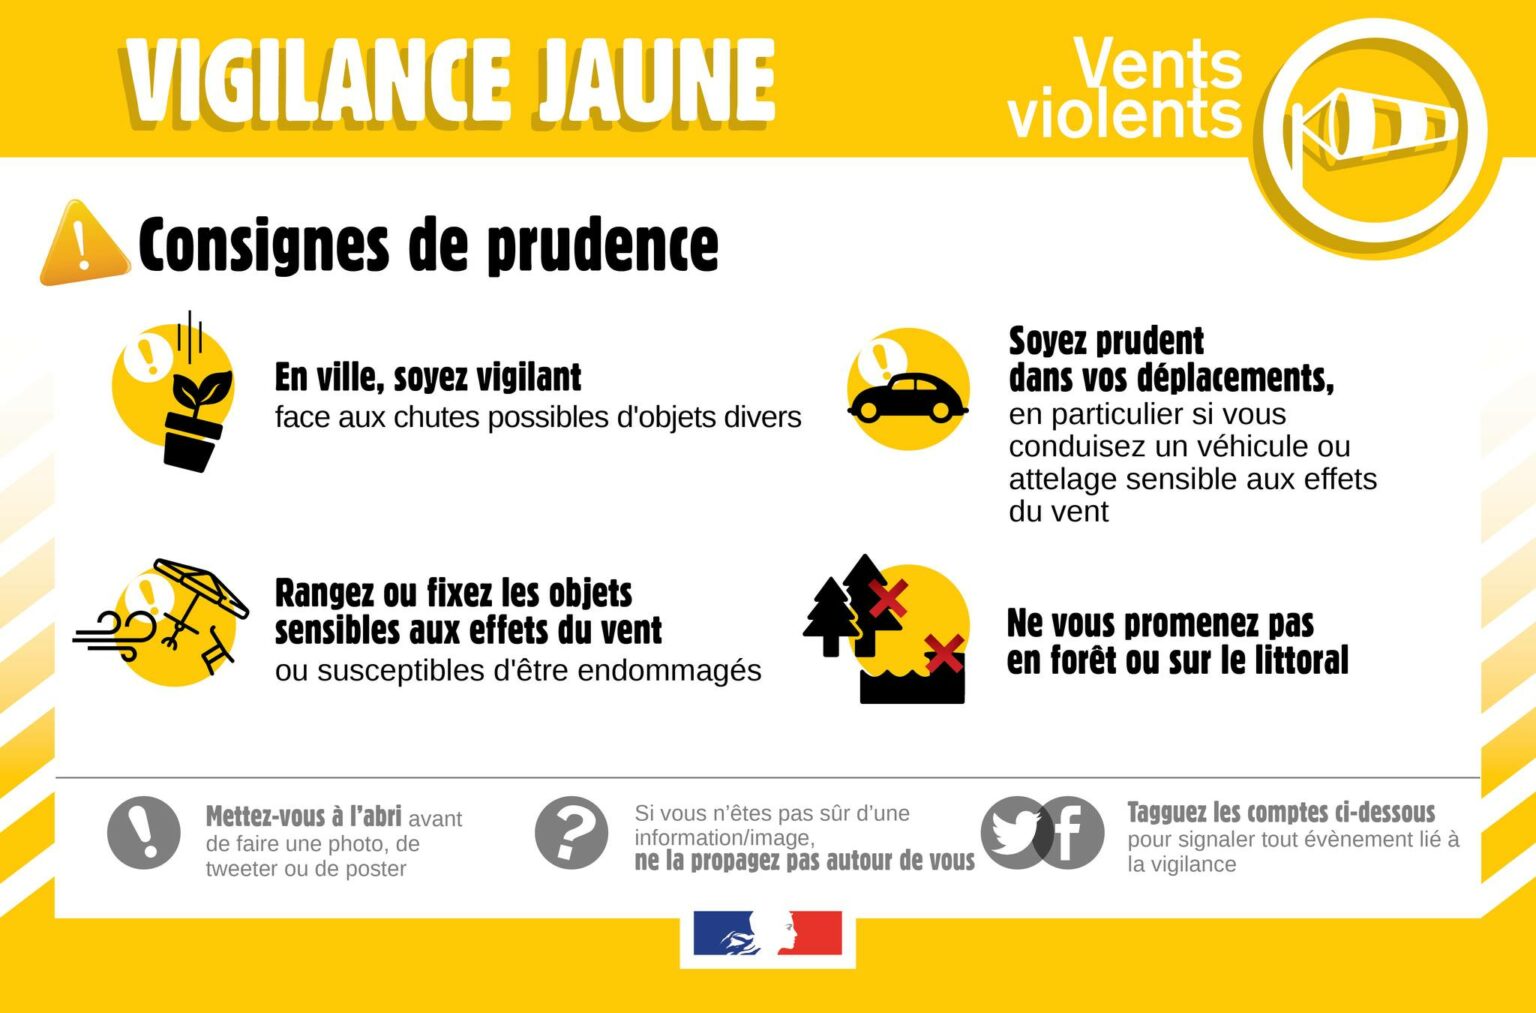 VIGILANCE JAUNE
Vents
violents
Consignes de prudence
En ville, soyez vigilant
face aux chutes possibles d'objets divers
Soyez prudent
dans vos déplacements,
en particulier si vous
conduisez un véhicule ou
attelage sensible aux effets
du vent
Rangez ou fixez les objets
sensibles aux effets du vent
ou susceptibles d'être endommagés
Ne vous promenez pas
en forêt ou sur le littoral
Mettez-vous à l’abri avant
de faire une photo, de
tweeter ou de poster
Si vous n’êtes pas sûr d’une
information/image,
ne la propagez pas autour de vous
Tagguez les comptes ci-dessous
pour signaler tout évènement lié à
la vigilance